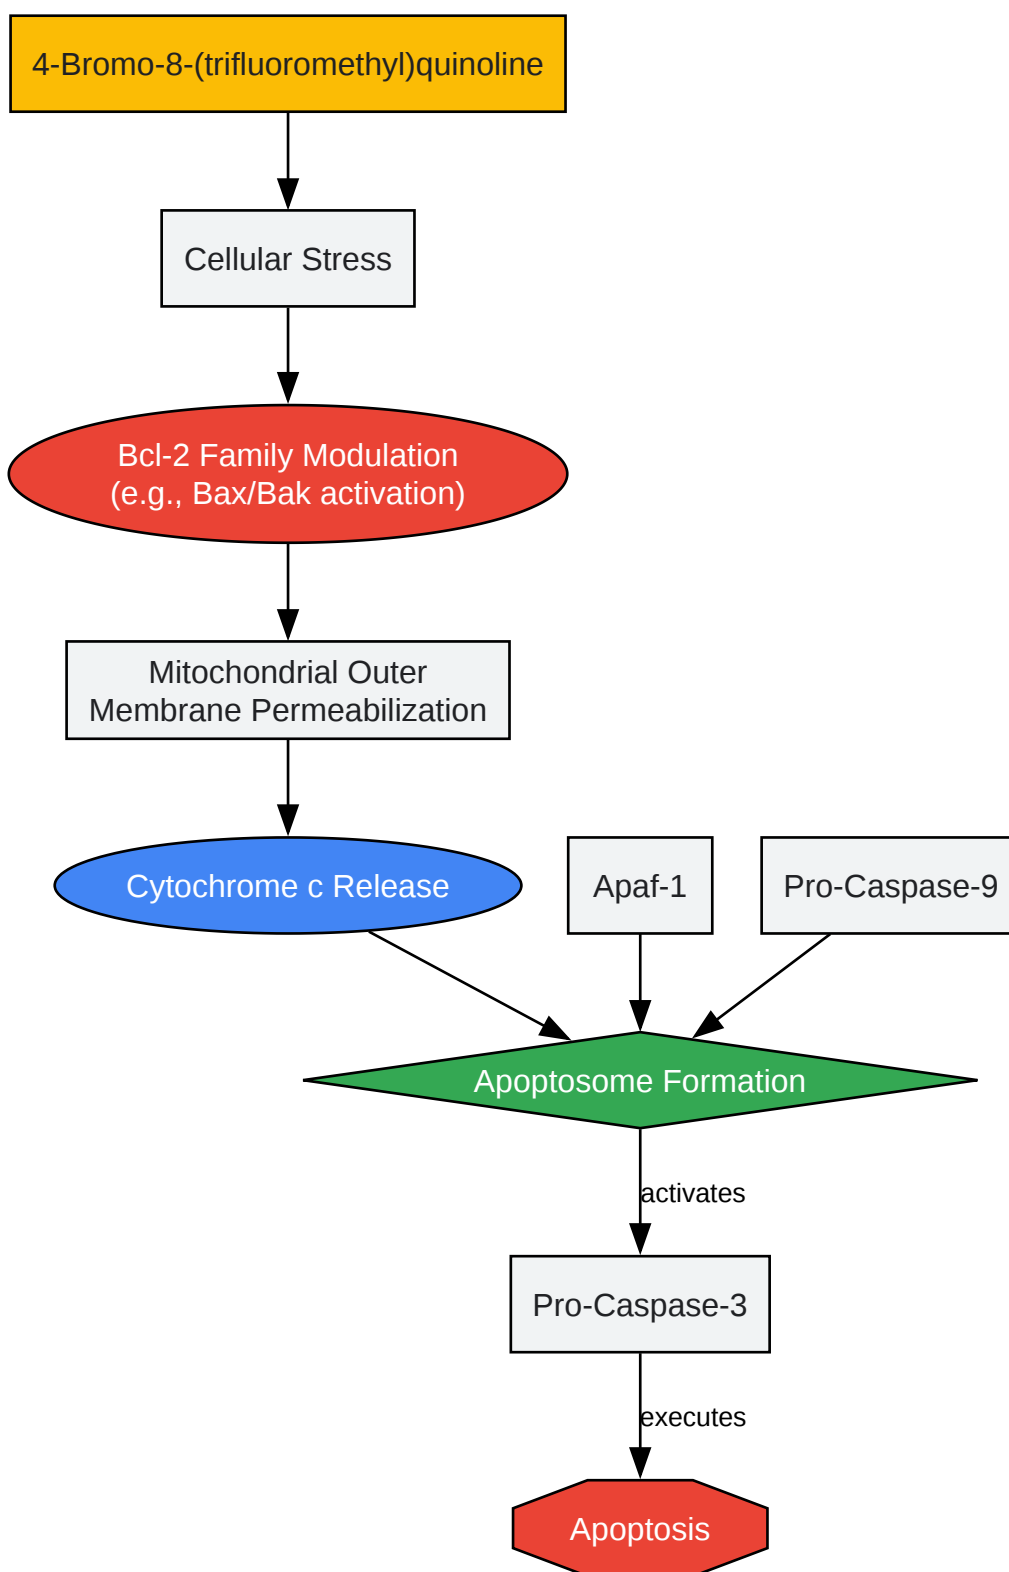 4-Bromo-8-(trifluoromethyl)quinoline
Cellular Stress
Bcl-2 Family Modulation
(e.g., Bax/Bak activation)
Mitochondrial Outer
Membrane Permeabilization
Cytochrome c Release
Apaf-1
Pro-Caspase-9
Apoptosome Formation
activates
Pro-Caspase-3
executes
Apoptosis